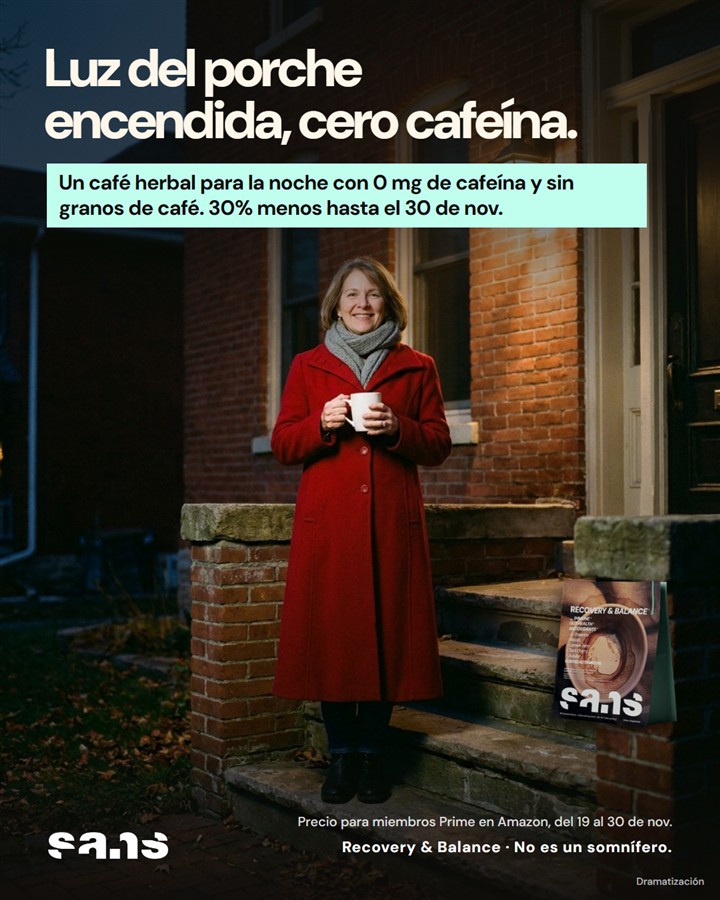 Luz del porche
encendida, cero cafeína.
Un café herbal para la noche con 0 mg de cafeína y sin
granos de café. 30% menos hasta el 30 de nov.
RECOVERY & BALANCE
sans
Precio para miembros Prime en Amazon, del 19 al 30 de nov.
sans
Recovery & Balance · No es un somnífero.
Dramatización